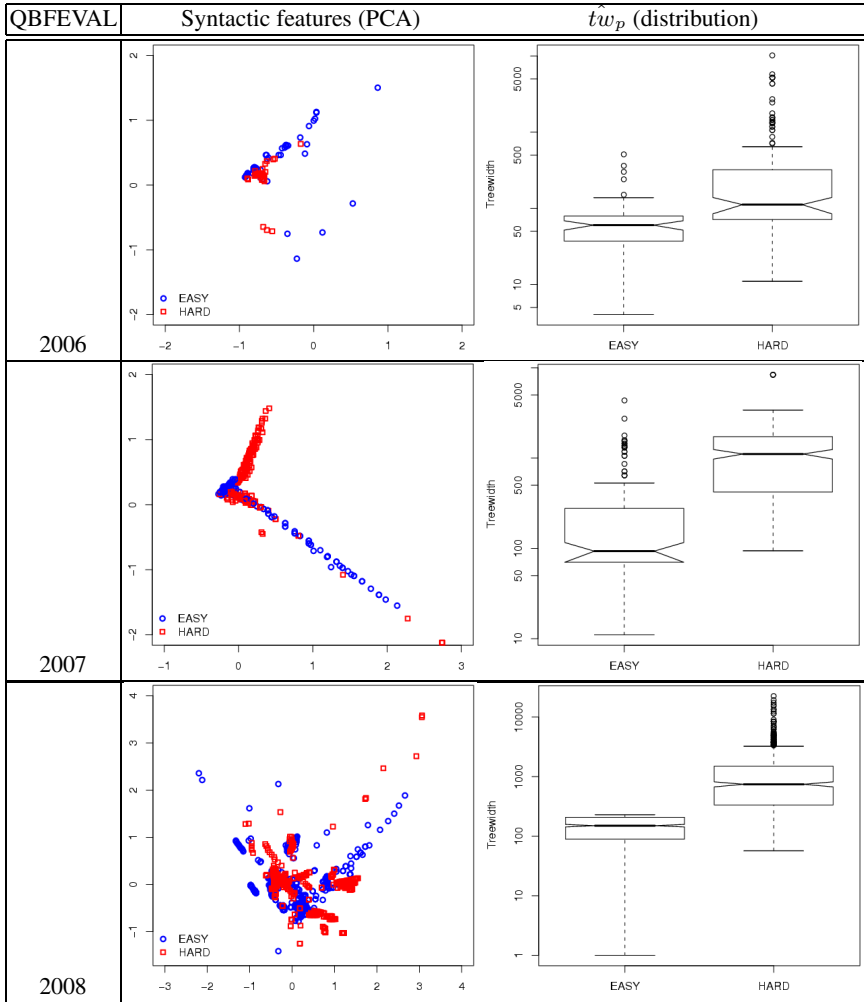 QBFEVAL Syntactic features (PCA) t̂w_p (distribution)
2
1
0
−1
−2
EASY
HARD
−2 −1 0 1 2
Treewidth
5000
500
50
10
5
EASY HARD
2006
2
1
0
−1
−2
EASY
HARD
−1 0 1 2 3
Treewidth
5000
500
100
50
10
EASY HARD
2007
4
3
2
1
0
−1
EASY
HARD
−3 −2 −1 0 1 2 3 4
Treewidth
10000
1000
100
10
1
EASY HARD
2008